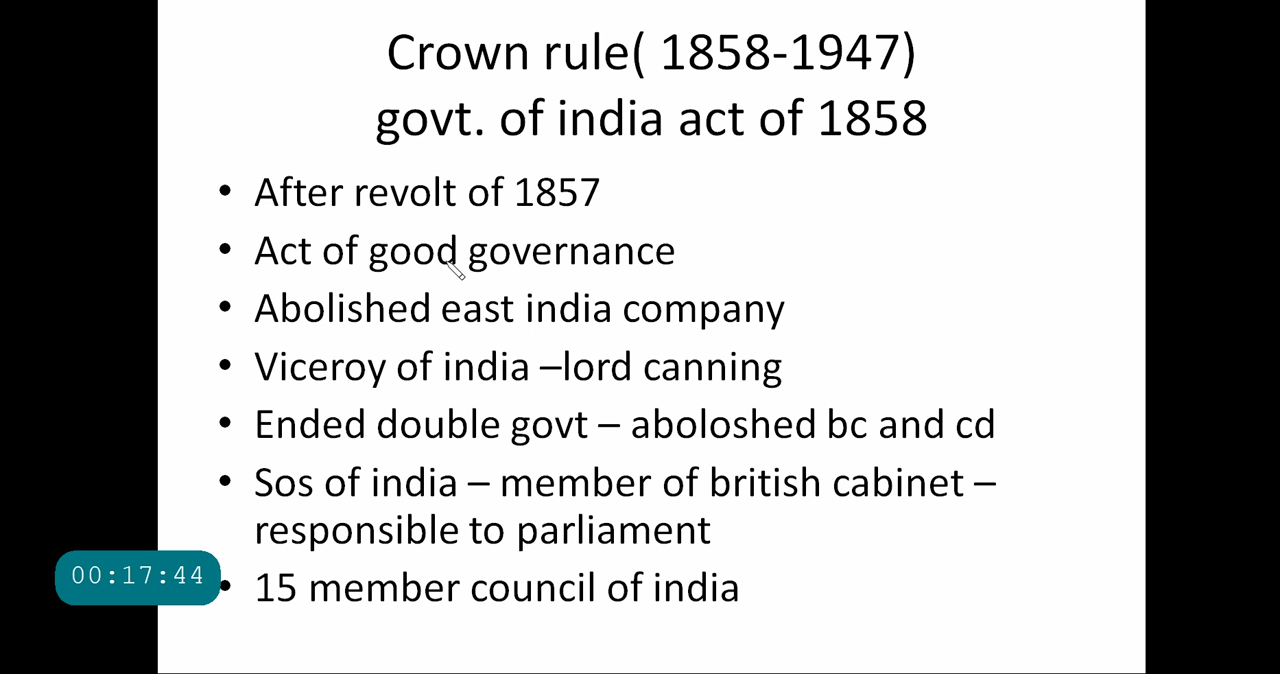 Crown rule( 1858-1947)
govt. of india act of 1858
• After revolt of 1857
• Act of good governance
• Abolished east india company
• Viceroy of india –lord canning
• Ended double govt – aboloshed bc and cd
• Sos of india – member of british cabinet –
responsible to parliament
00:17:44
• 15 member council of india